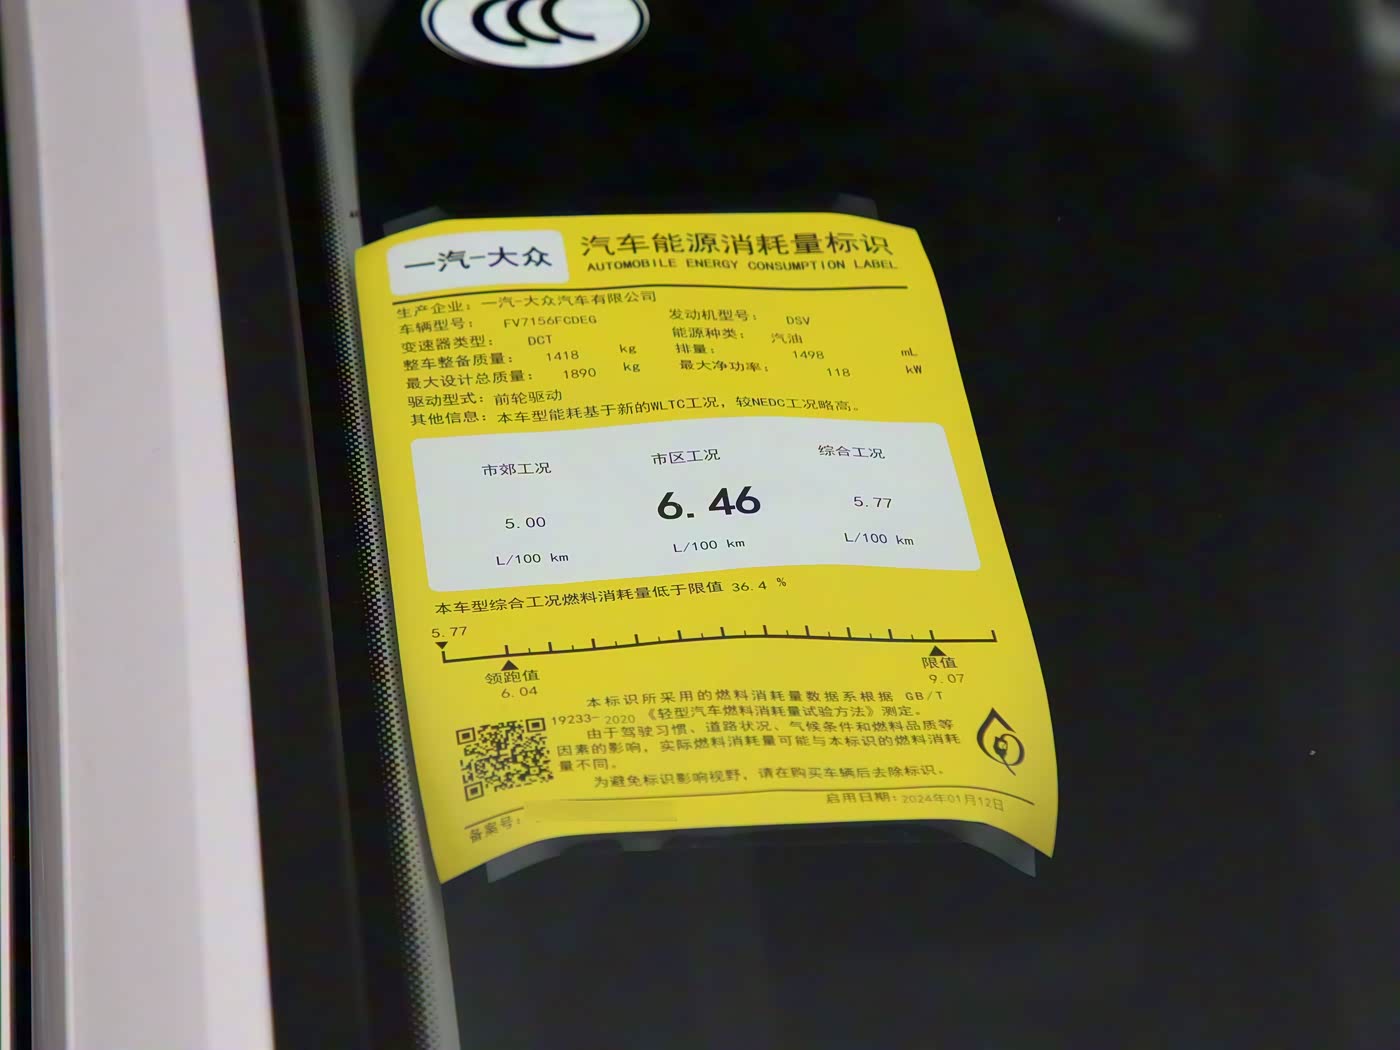 CCC
一汽-大众
汽车能源消耗量标识
AUTOMOBILE ENERGY CONSUMPTION LABEL
生产企业：一汽-大众汽车有限公司
车辆型号： FV7156FCDEG 发动机型号： DSV
变速器类型： DCT 能源种类： 汽油
整车整备质量： 1418 kg 排量： 1498 mL
最大设计总质量： 1890 kg 最大净功率： 118 kW
驱动型式：前轮驱动
其他信息：本车型能耗基于新的WLTC工况，较NEDC工况略高。
市郊工况 市区工况 综合工况
5.00 6.46 5.77
L/100 km L/100 km L/100 km
本车型综合工况燃料消耗量低于限值 36.4 %
5.77
领跑值 限值
6.04 9.07
本标识所采用的燃料消耗量数据系根据 GB/T
19233-2020 《轻型汽车燃料消耗量试验方法》测定。
由于驾驶习惯、道路状况、气候条件和燃料品质等
因素的影响，实际燃料消耗量可能与本标识的燃料消耗
量不同。
为避免标识影响视野，请在购买车辆后去除标识。
备案号： 启用日期：2024年01月12日